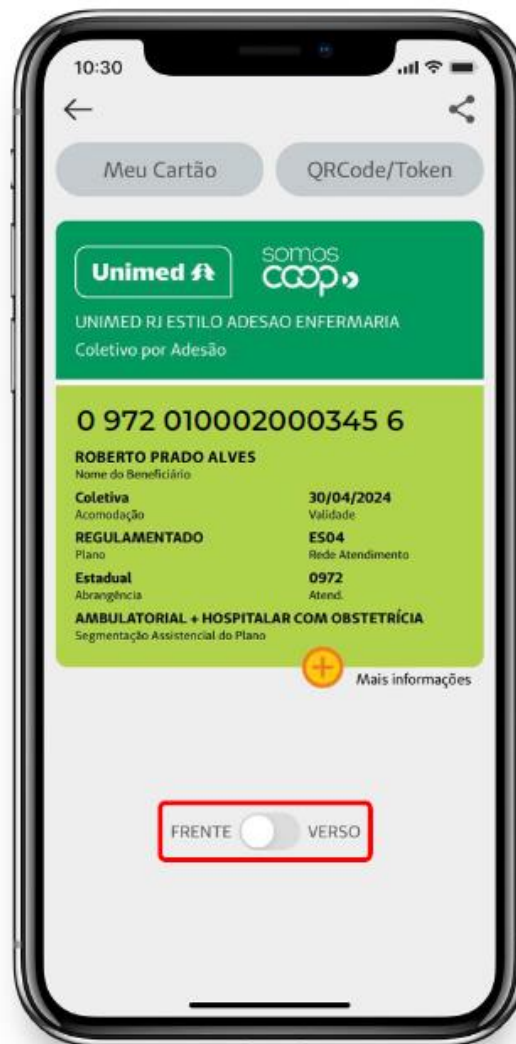 10:30
Meu Cartão QRCode/Token
Unimed somos coop
UNIMED RJ ESTILO ADESAO ENFERMARIA
Coletivo por Adesão
0 972 010002000345 6
ROBERTO PRADO ALVES
Nome do Beneficiário
Coletiva 30/04/2024
Acomodação Validade
REGULAMENTADO ES04
Plano Rede Atendimento
Estadual 0972
Abrangência Atend.
AMBULATORIAL + HOSPITALAR COM OBSTETRÍCIA
Segmentação Assistencial do Plano
Mais informações
FRENTE VERSO